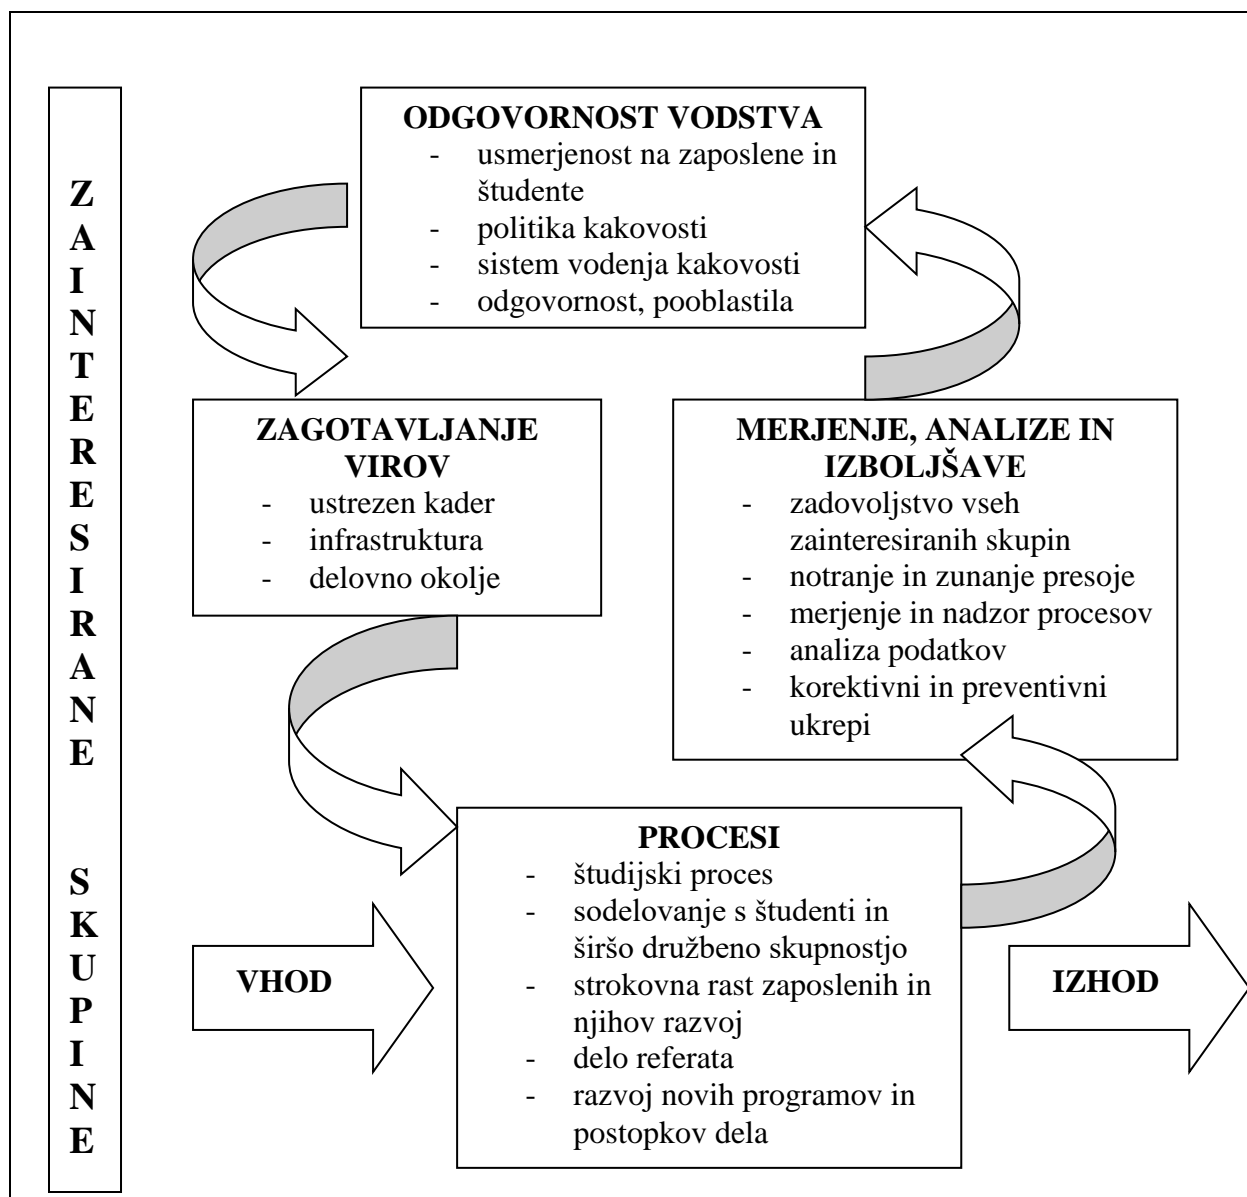 ZAINTERESIRANE SKUPINE
ODGOVORNOST VODSTVA
- usmerjenost na zaposlene in
študente
- politika kakovosti
- sistem vodenja kakovosti
- odgovornost, pooblastila
ZAGOTAVLJANJE
VIROV
- ustrezen kader
- infrastruktura
- delovno okolje
MERJENJE, ANALIZE IN
IZBOLJŠAVE
- zadovoljstvo vseh
zainteresiranih skupin
- notranje in zunanje presoje
- merjenje in nadzor procesov
- analiza podatkov
- korektivni in preventivni
ukrepi
PROCESI
- študijski proces
- sodelovanje s študenti in
širšo družbeno skupnostjo
- strokovna rast zaposlenih in
njihov razvoj
- delo referata
- razvoj novih programov in
postopkov dela
VHOD
IZHOD